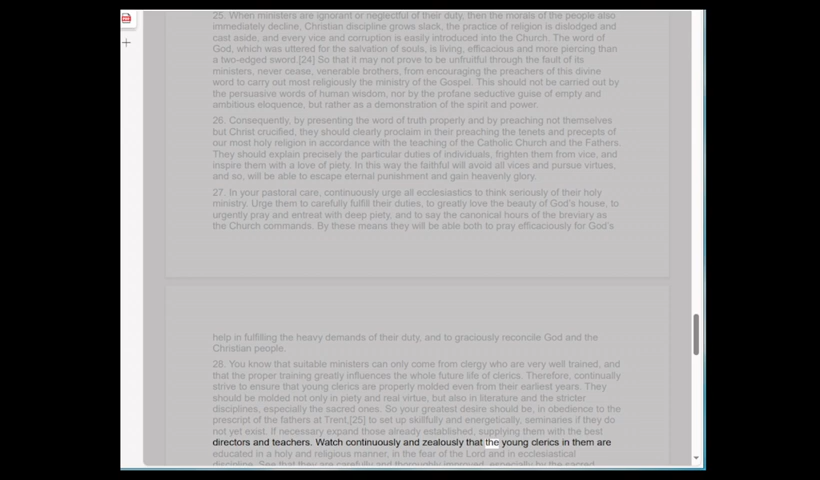 25. When ministers are ignorant or neglectful of their duty, then the morals of the people also
immediately decline, Christian discipline grows slack, the practice of religion is dislodged and
cast aside, and every vice and corruption is easily introduced into the Church. The word of
God, which was uttered for the salvation of souls, is living, efficacious and more piercing than
a two-edged sword.[24] So that it may not prove to be unfruitful through the fault of its
ministers, never cease, venerable brothers, from encouraging the preachers of this divine
word to carry out most religiously the ministry of the Gospel. This should not be carried out by
the persuasive words of human wisdom, nor by the profane seductive guise of empty and
ambitious eloquence, but rather as a demonstration of the spirit and power.
26. Consequently, by presenting the word of truth properly and by preaching not themselves
but Christ crucified, they should clearly proclaim in their preaching the tenets and precepts of
our most holy religion in accordance with the teaching of the Catholic Church and the Fathers.
They should explain precisely the particular duties of individuals, frighten them from vice, and
inspire them with a love of piety. In this way the faithful will avoid all vices and pursue virtues,
and so, will be able to escape eternal punishment and gain heavenly glory.
27. In your pastoral care, continuously urge all ecclesiastics to think seriously of their holy
ministry. Urge them to carefully fulfill their duties, to greatly love the beauty of God's house, to
urgently pray and entreat with deep piety, and to say the canonical hours of the breviary as
the Church commands. By these means they will be able both to pray efficaciously for God's
help in fulfilling the heavy demands of their duty, and to graciously reconcile God and the
Christian people.
28. You know that suitable ministers can only come from clergy who are very well trained, and
that the proper training greatly influences the whole future life of clerics. Therefore, continually
strive to ensure that young clerics are properly molded even from their earliest years. They
should be molded not only in piety and real virtue, but also in literature and the stricter
disciplines, especially the sacred ones. So your greatest desire should be, in obedience to the
prescript of the fathers at Trent,[25] to set up skillfully and energetically, seminaries if they do
not yet exist. If necessary expand those already established, supplying them with the best
directors and teachers. Watch continuously and zealously that the young clerics in them are
educated in a holy and religious manner, in the fear of the Lord and in ecclesiastical
discipline. See that they are carefully and thoroughly improved, especially by the sacred